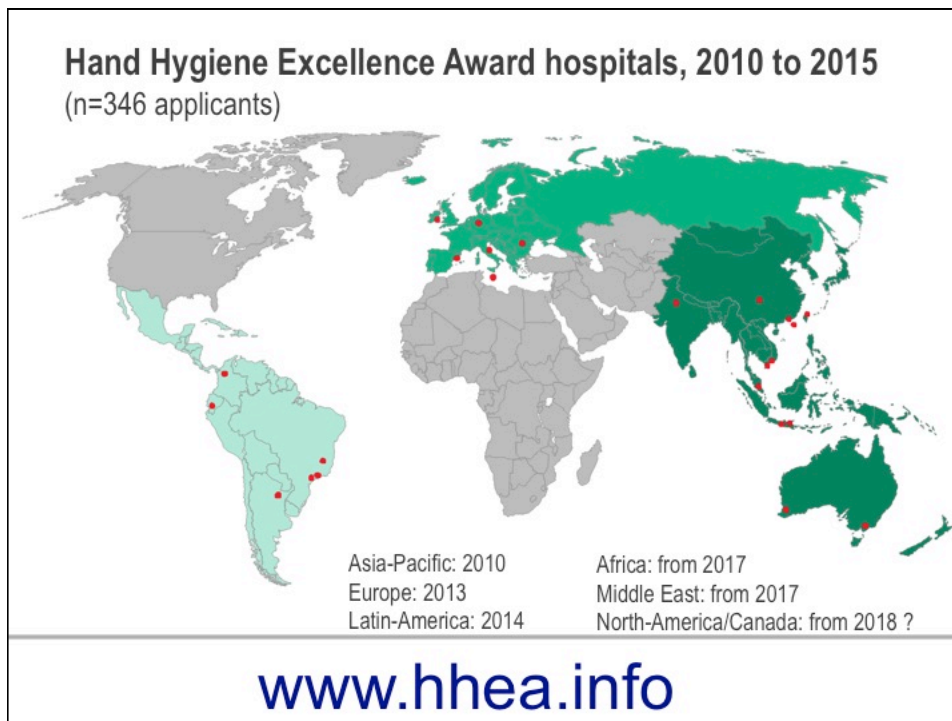 Hand Hygiene Excellence Award hospitals, 2010 to 2015
(n=346 applicants)
Asia-Pacific: 2010
Europe: 2013
Latin-America: 2014
Africa: from 2017
Middle East: from 2017
North-America/Canada: from 2018 ?
www.hhea.info